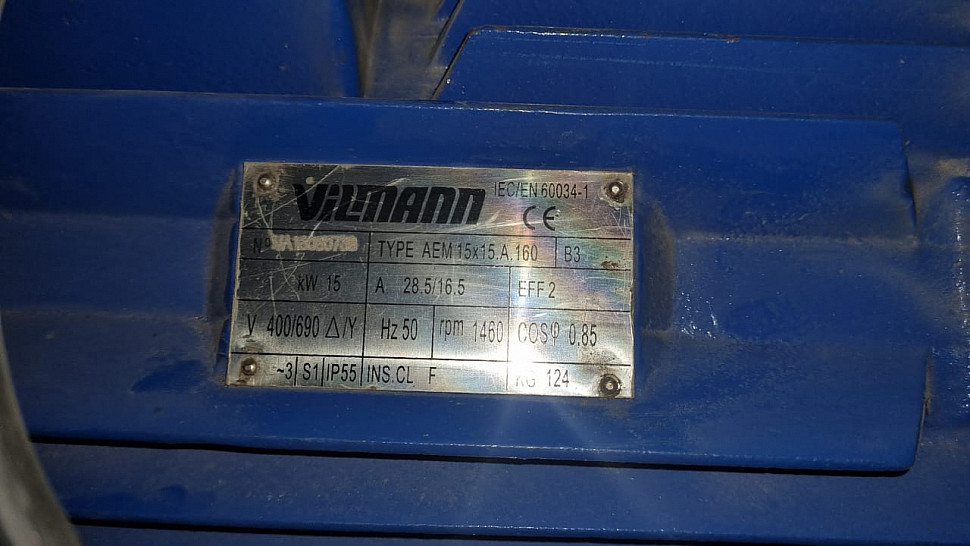 VILMANN IEC/EN 60034-1
CE
Nº TYPE AEM 15x15.A.160 B3
kW 15 A 28.5/16.5 EFF 2
V 400/690 Δ/Y Hz 50 rpm 1460 COSφ 0,85
~3 S1 IP55 INS.CL F KG 124